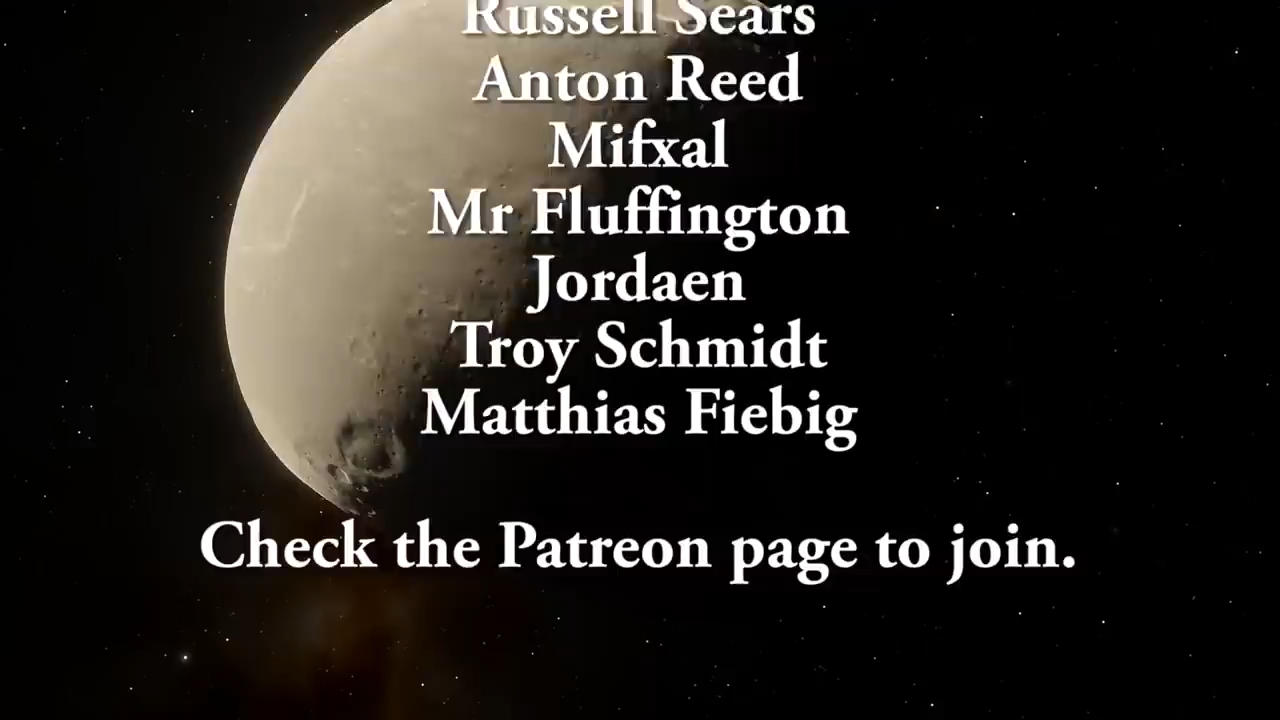 Russell Sears
Anton Reed
Mifxal
Mr Fluffington
Jordaen
Troy Schmidt
Matthias Fiebig
Check the Patreon page to join.